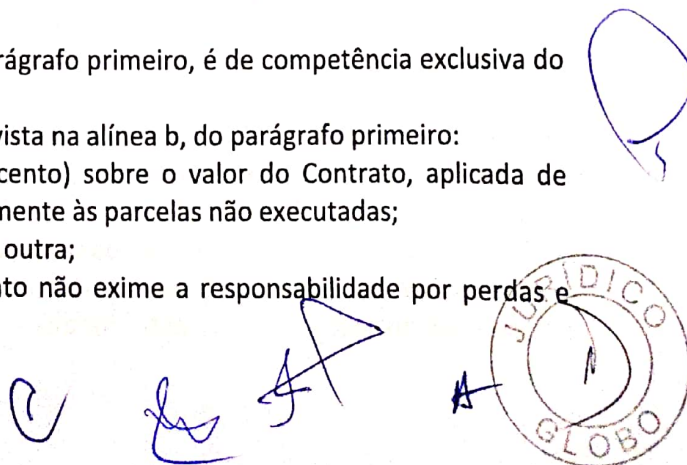 rágrafo primeiro, é de competência exclusiva do
vista na alínea b, do parágrafo primeiro:
cento) sobre o valor do Contrato, aplicada de
mente às parcelas não executadas;
outra;
nto não exime a responsabilidade por perdas e
JURÍDICO
GLOBO